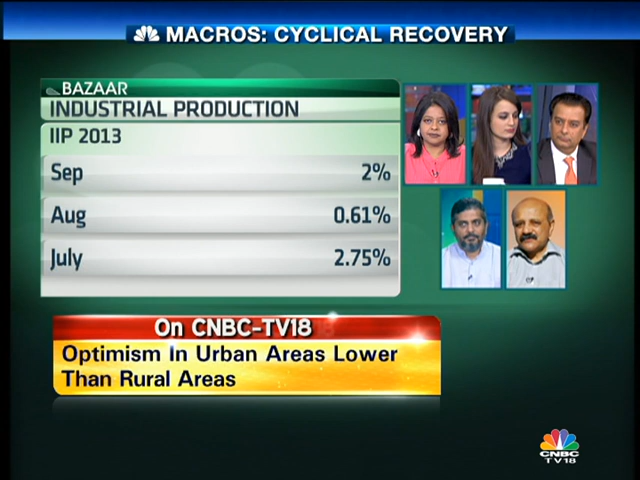 MACROS: CYCLICAL RECOVERY
BAZAAR
INDUSTRIAL PRODUCTION
IIP 2013
Sep 2%
Aug 0.61%
July 2.75%
On CNBC-TV18
Optimism In Urban Areas Lower
Than Rural Areas
CNBC
TV18